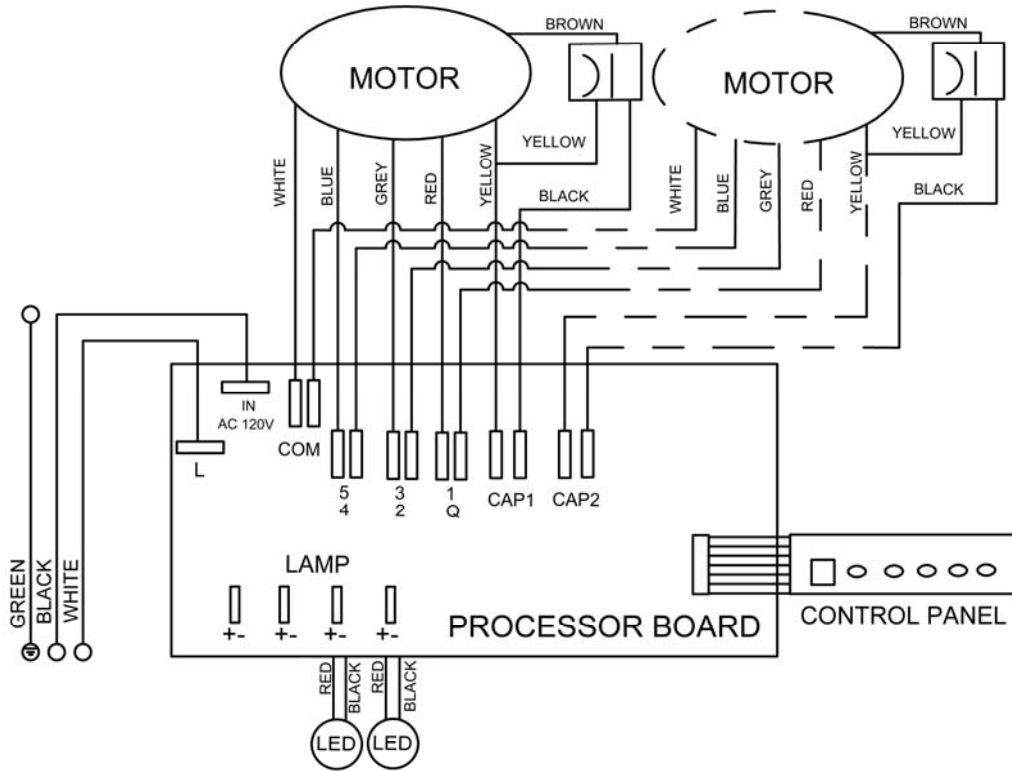 BROWN
BROWN
MOTOR
MOTOR
YELLOW
YELLOW
WHITE
BLUE
GREY
RED
YELLOW
BLACK
WHITE
BLUE
GREY
RED
YELLOW
BLACK
IN
AC 120V
L
COM
5
4
3
2
1
Q
CAP1
CAP2
LAMP
+-
+-
+-
+-
PROCESSOR BOARD
CONTROL PANEL
GREEN
BLACK
WHITE
RED
BLACK
RED
BLACK
LED
LED